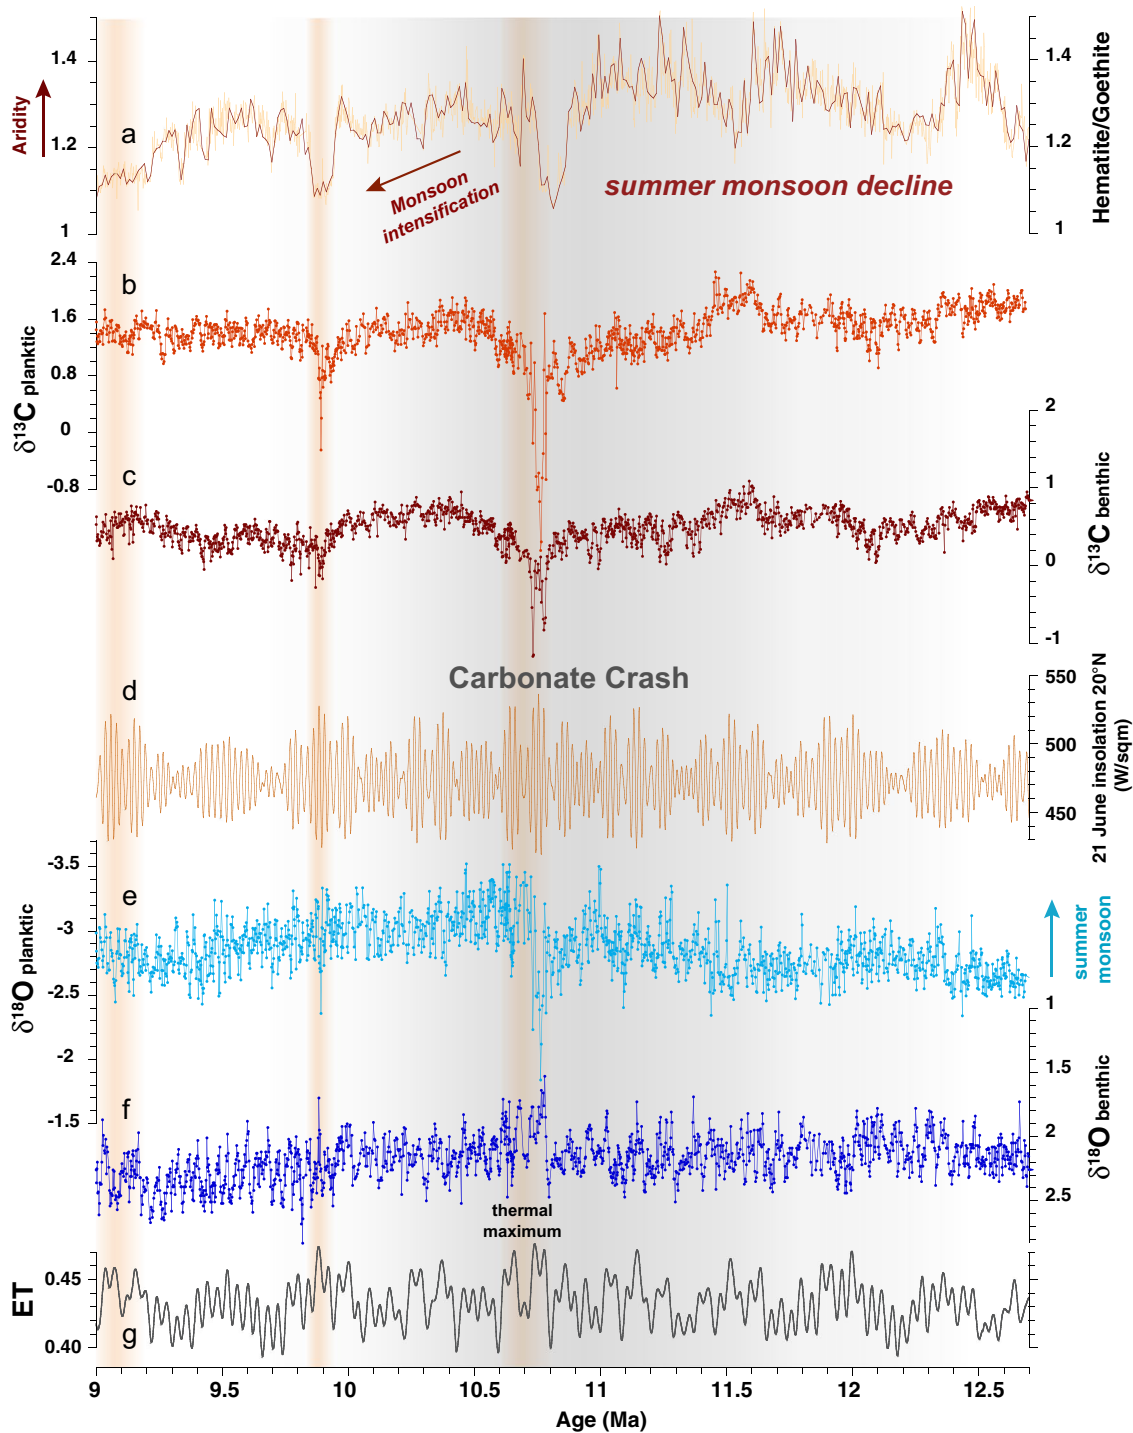 1.4
1.2
1
Aridity
a
1.4
1.2
1
Hematite/Goethite
Monsoon
intensification
summer monsoon decline
2.4
1.6
0.8
0
-0.8
δ13C planktic
b
c
2
1
0
-1
δ13C benthic
Carbonate Crash
d
550
500
450
21 June insolation 20°N
(W/sqm)
-3.5
-3
-2.5
-2
-1.5
δ18O planktic
e
summer
monsoon
1
1.5
2
2.5
δ18O benthic
f
thermal
maximum
0.45
0.40
ET
g
9
9.5
10
10.5
11
11.5
12
12.5
Age (Ma)